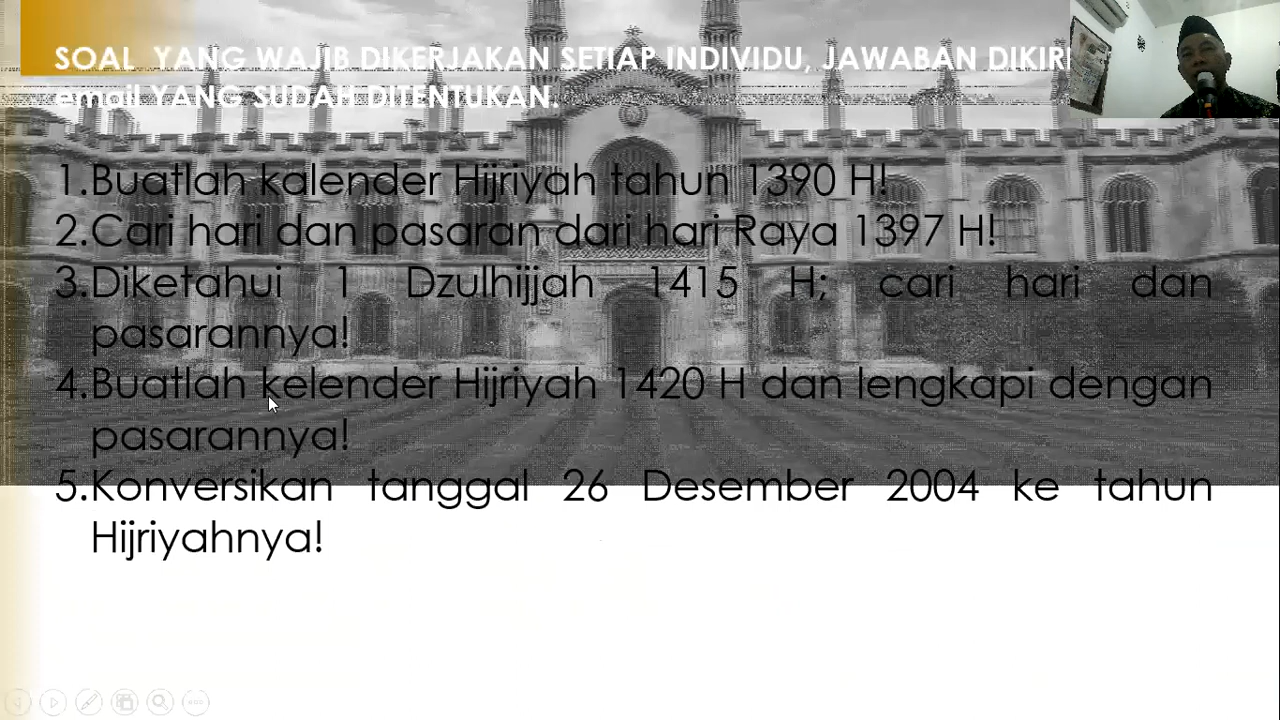 SOAL YANG WAJIB DIKERJAKAN SETIAP INDIVIDU, JAWABAN DIKIRI
email YANG SUDAH DITENTUKAN.
1.Buatlah kalender Hijriyah tahun 1390 H!
2.Cari hari dan pasaran dari hari Raya 1397 H!
3.Diketahui 1 Dzulhijjah 1415 H; cari hari dan
pasarannya!
4.Buatlah kelender Hijriyah 1420 H dan lengkapi dengan
pasarannya!
5.Konversikan tanggal 26 Desember 2004 ke tahun
Hijriyahnya!